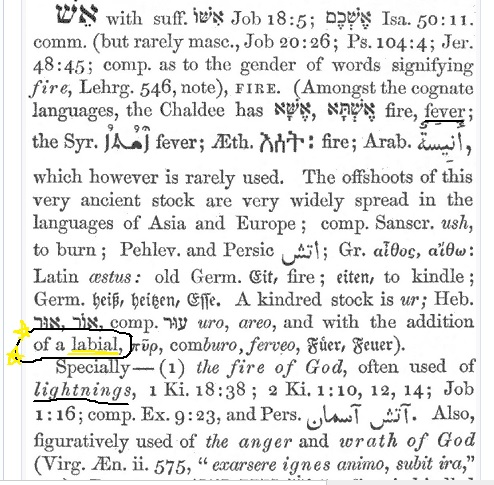 אֵשׁ with suff. אִשּׁוֹ Job 18:5; אֶשְׁכֶם Isa. 50:11.
comm. (but rarely masc., Job 20:26; Ps. 104:4; Jer.
48:45; comp. as to the gender of words signifying
fire, Lehrg. 546, note), FIRE. (Amongst the cognate
languages, the Chaldee has אֶשָּׁא, אֶשָּׁתָא fire, fever;
the Syr. fever; Æth. እሳት: fire; Arab. أَنِيسَةٌ,
which however is rarely used. The offshoots of this
very ancient stock are very widely spread in the
languages of Asia and Europe; comp. Sanscr. ush,
to burn; Pehlev. and Persic آتش; Gr. αἶθος, αἴθω:
Latin æstus: old Germ. Eit, fire; eiten, to kindle;
Germ. heiß, heitzen, Esse. A kindred stock is ur; Heb.
אוּר, אוֹר, comp. עוּר uro, areo, and with the addition
of a labial, πῦρ, comburo, ferveo, Fúer, Feuer).
Specially—(1) the fire of God, often used of
lightnings, 1 Ki. 18:38; 2 Ki. 1:10, 12, 14; Job
1:16; comp. Ex. 9:23, and Pers. آتش آسمان. Also,
figuratively used of the anger and wrath of God
(Virg. Æn. ii. 575, “exarsere ignes animo, subit ira,”